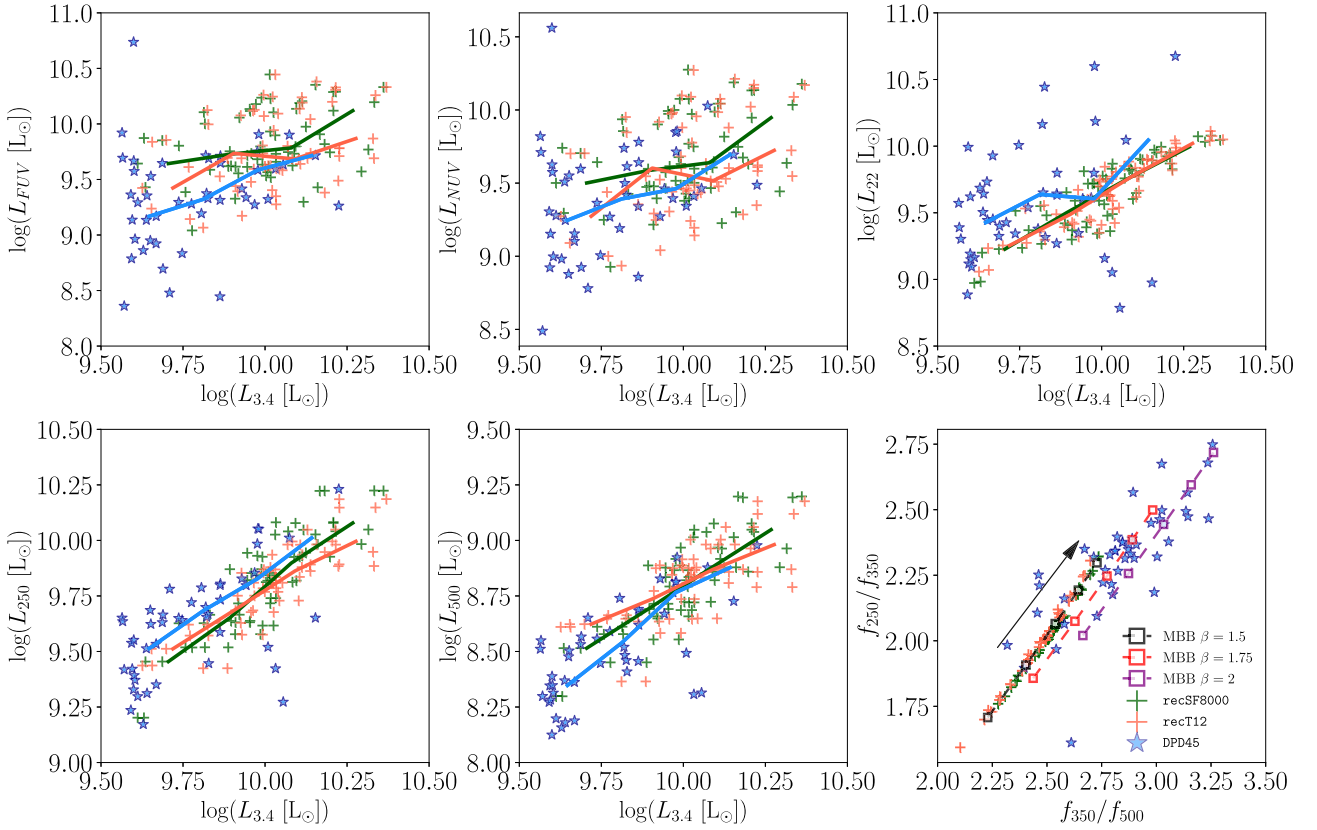 11.0
10.5
10.0
9.5
9.0
8.5
8.0
log(L_FUV [L⊙])
9.50 9.75 10.00 10.25 10.50
log(L_3.4 [L⊙])
10.5
10.0
9.5
9.0
8.5
log(L_NUV [L⊙])
9.50 9.75 10.00 10.25 10.50
log(L_3.4 [L⊙])
11.0
10.5
10.0
9.5
9.0
8.5
log(L_22 [L⊙])
9.50 9.75 10.00 10.25 10.50
log(L_3.4 [L⊙])
10.50
10.25
10.00
9.75
9.50
9.25
9.00
log(L_250 [L⊙])
9.50 9.75 10.00 10.25 10.50
log(L_3.4 [L⊙])
9.50
9.25
9.00
8.75
8.50
8.25
8.00
log(L_500 [L⊙])
9.50 9.75 10.00 10.25 10.50
log(L_3.4 [L⊙])
2.75
2.50
2.25
2.00
1.75
f_250/f_350
MBB β = 1.5
MBB β = 1.75
MBB β = 2
recSF8000
recT12
DPD45
2.00 2.25 2.50 2.75 3.00 3.25 3.50
f_350/f_500